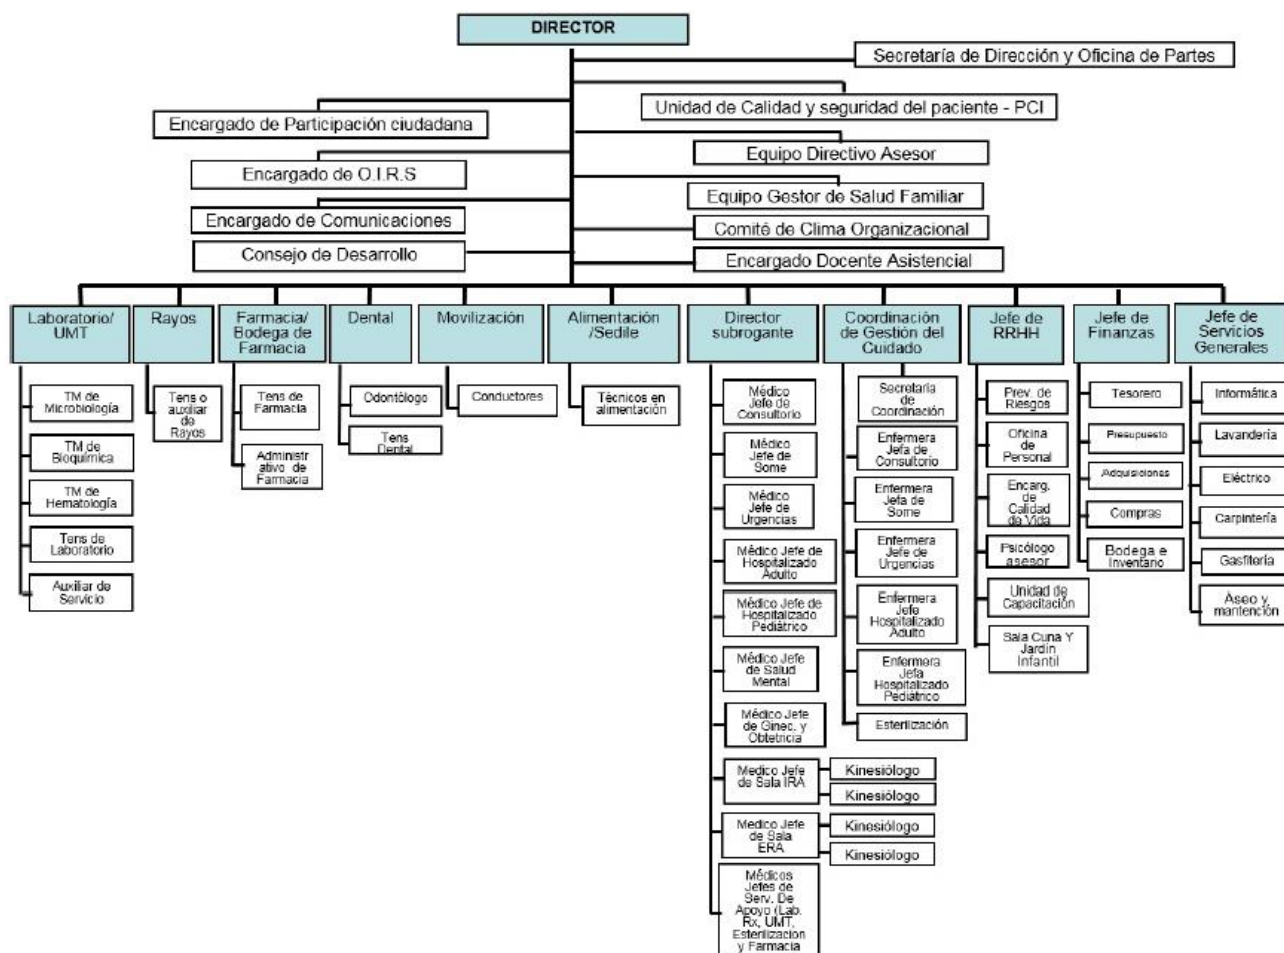 DIRECTOR
Secretaría de Dirección y Oficina de Partes
Unidad de Calidad y seguridad del paciente - PCI
Encargado de Participación ciudadana
Equipo Directivo Asesor
Encargado de O.I.R.S
Equipo Gestor de Salud Familiar
Encargado de Comunicaciones
Comité de Clima Organizacional
Consejo de Desarrollo
Encargado Docente Asistencial
Laboratorio/
UMT
Rayos
Farmacia/
Bodega de
Farmacia
Dental
Movilización
Alimentación
/Sedile
Director
subrogante
Coordinación
de Gestión del
Cuidado
Jefe de
RRHH
Jefe de
Finanzas
Jefe de
Servicios
Generales
TM de
Microbiología
TM de
Bioquímica
TM de
Hematología
Tens de
Laboratorio
Auxiliar de
Servicio
Tens o
auxiliar
de
Rayos
Tens de
Farmacia
Administr
ativo de
Farmacia
Odontólogo
Tens
Dental
Conductores
Técnicos en
alimentación
Médico
Jefe
de Consultorio
Médico
Jefe
de Some
Médico
Jefe de
Urgencias
Médico Jefe de
Hospitalizado
Adulto
Médico Jefe de
Hospitalizado
Pediátrico
Médico Jefe
de Salud
Mental
Médico Jefe
de Ginec. y
Obtetricia
Medico Jefe
de Sala IRA
Kinesiólogo
Kinesiólogo
Medico Jefe
de Sala
ERA
Kinesiólogo
Kinesiólogo
Médicos
Jefes de
Serv. De
Apoyo (Lab.
Rx, UMT,
Esterilizacion
y Farmacia
Secretaría
de
Coordinación
Enfermera
Jefa de
Consultorio
Enfermera
Jefa de
Some
Enfermera
Jefe de
Urgencias
Enfermera
Jefe
Hospitalizado
Adulto
Enfermera
Jefa
Hospitalizado
Pediátrico
Esterilización
Prev. de
Riesgos
Oficina
de
Personal
Encarg.
de
Calidad
de Vida
Psicólogo
asesor
Unidad de
Capacitación
Sala Cuna Y
Jardín
Infantil
Tesorero
Presupuesto
Adquisiciones
Compras
Bodega e
Inventario
Informática
Lavandería
Eléctrico
Carpintería
Gasfitería
Aseo y
mantención